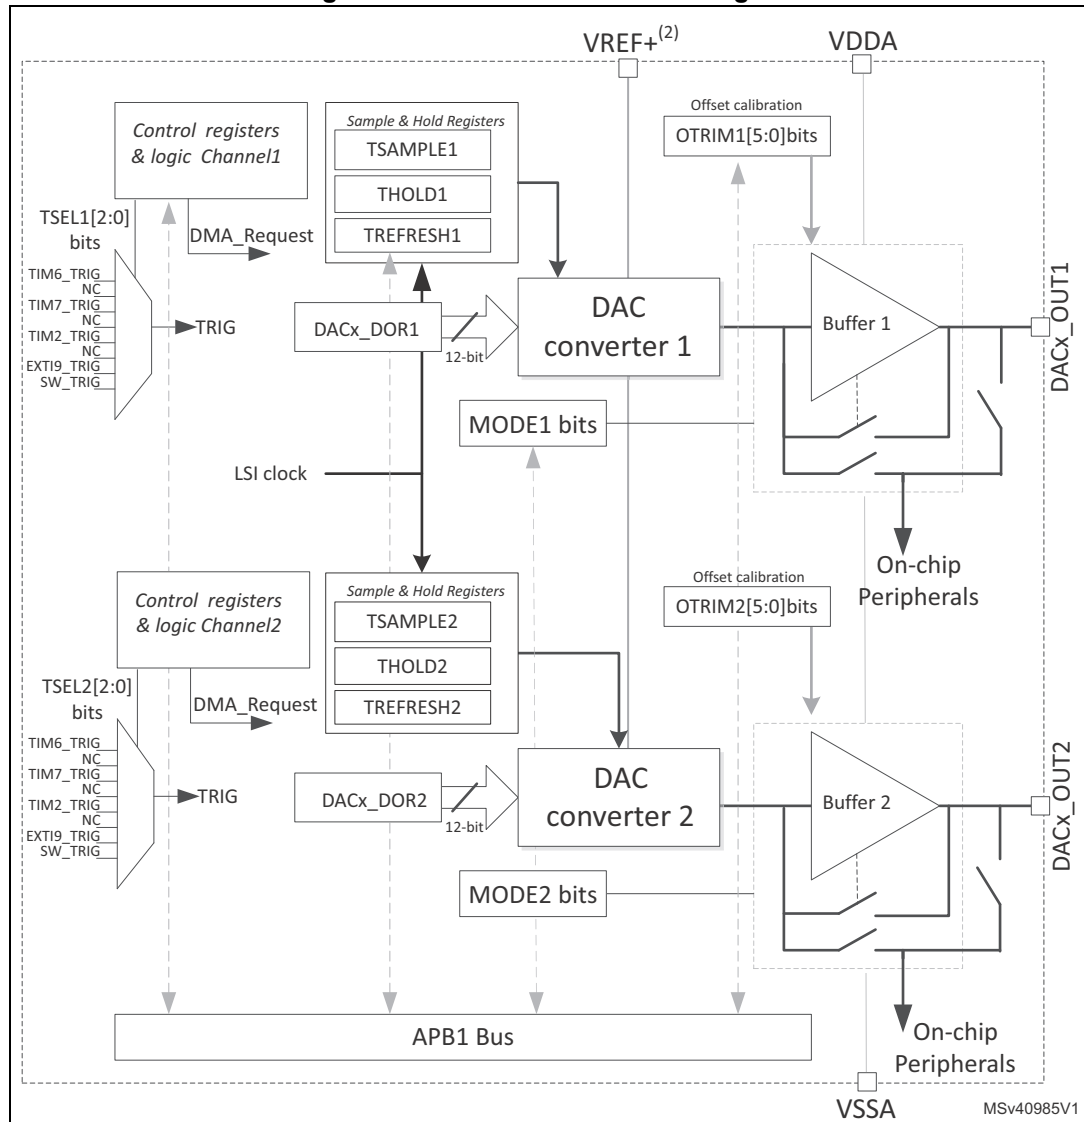 VREF+(2)
VDDA
Control registers
& logic Channel1
Sample & Hold Registers
TSAMPLE1
THOLD1
TREFRESH1
Offset calibration
OTRIM1[5:0]bits
TSEL1[2:0]
bits
DMA_Request
TIM6_TRIG
NC
TIM7_TRIG
NC
TIM2_TRIG
NC
EXTI9_TRIG
SW_TRIG
TRIG
DACx_DOR1
12-bit
DAC
converter 1
Buffer 1
DACx_OUT1
MODE1 bits
LSI clock
On-chip
Peripherals
Control registers
& logic Channel2
Sample & Hold Registers
TSAMPLE2
THOLD2
TREFRESH2
Offset calibration
OTRIM2[5:0]bits
TSEL2[2:0]
bits
DMA_Request
TIM6_TRIG
NC
TIM7_TRIG
NC
TIM2_TRIG
NC
EXTI9_TRIG
SW_TRIG
TRIG
DACx_DOR2
12-bit
DAC
converter 2
Buffer 2
DACx_OUT2
MODE2 bits
APB1 Bus
On-chip
Peripherals
VSSA
MSv40985V1